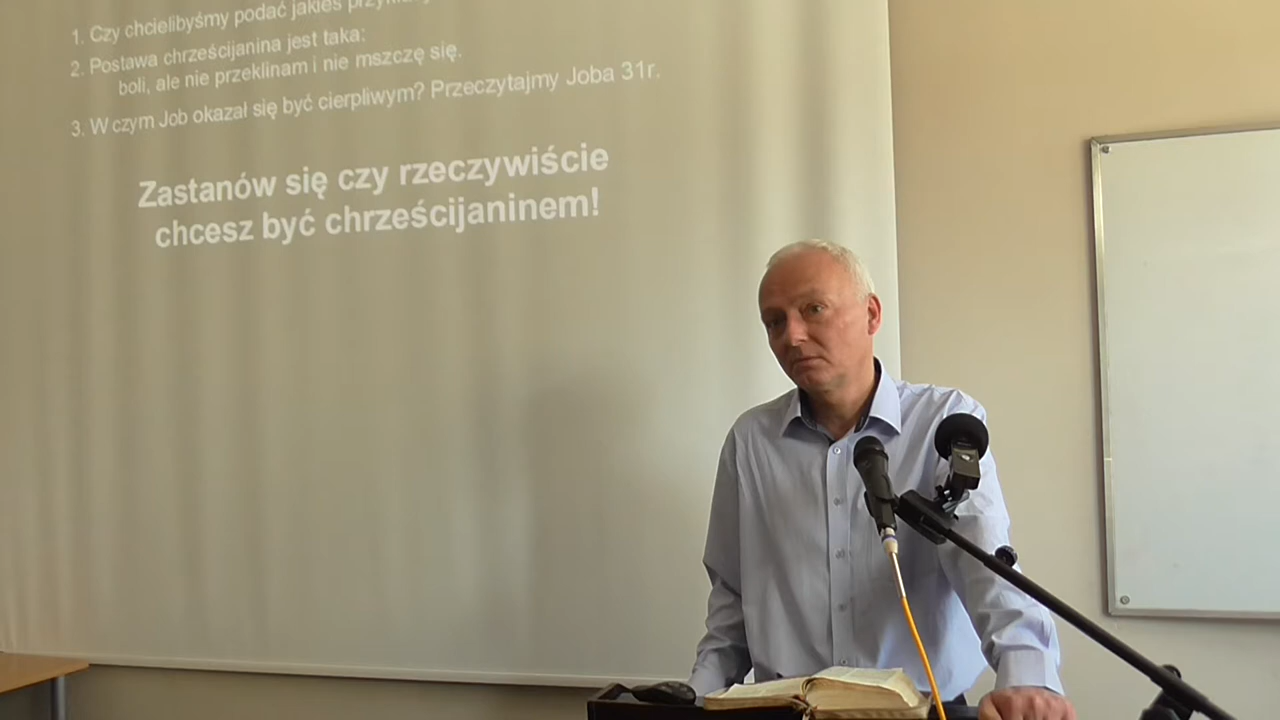 1. Czy chcielibyśmy podać jakieś przykłady
2. Postawa chrześcijanina jest taka:
boli, ale nie przeklinam i nie mszczę się.
3. W czym Job okazał się być cierpliwym? Przeczytajmy Joba 31r.
Zastanów się czy rzeczywiście
chcesz być chrześcijaninem!